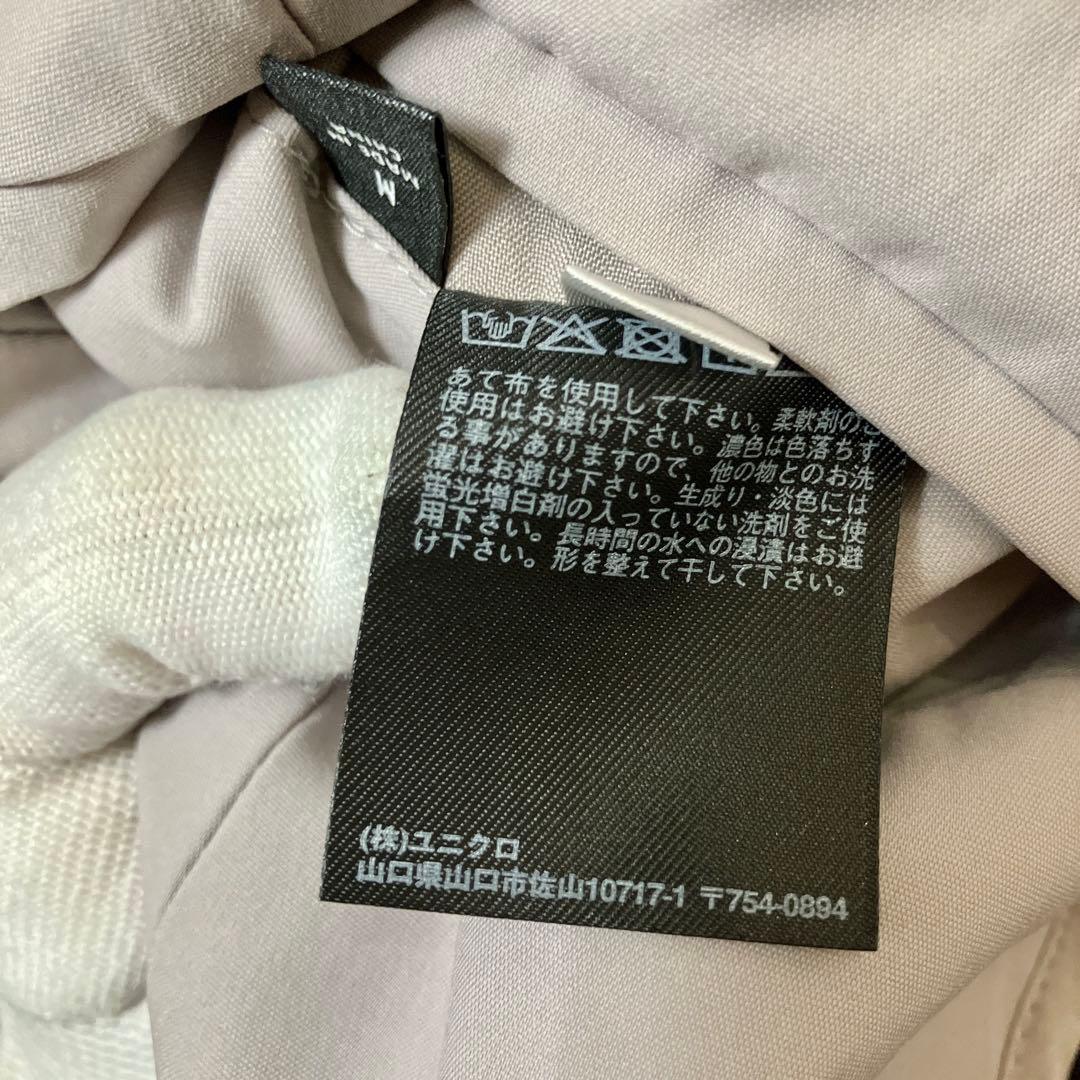 M
あて布を使用して下さい。柔軟剤のご
使用はお避け下さい。濃色は色落ちす
る事がありますので、他の物とのお洗
濯はお避け下さい。生成り・淡色には
蛍光増白剤の入っていない洗剤をご使
用下さい。長時間の水への浸漬はお避
け下さい。形を整えて干して下さい。
(株)ユニクロ
山口県山口市佐山10717-1 〒754-0894